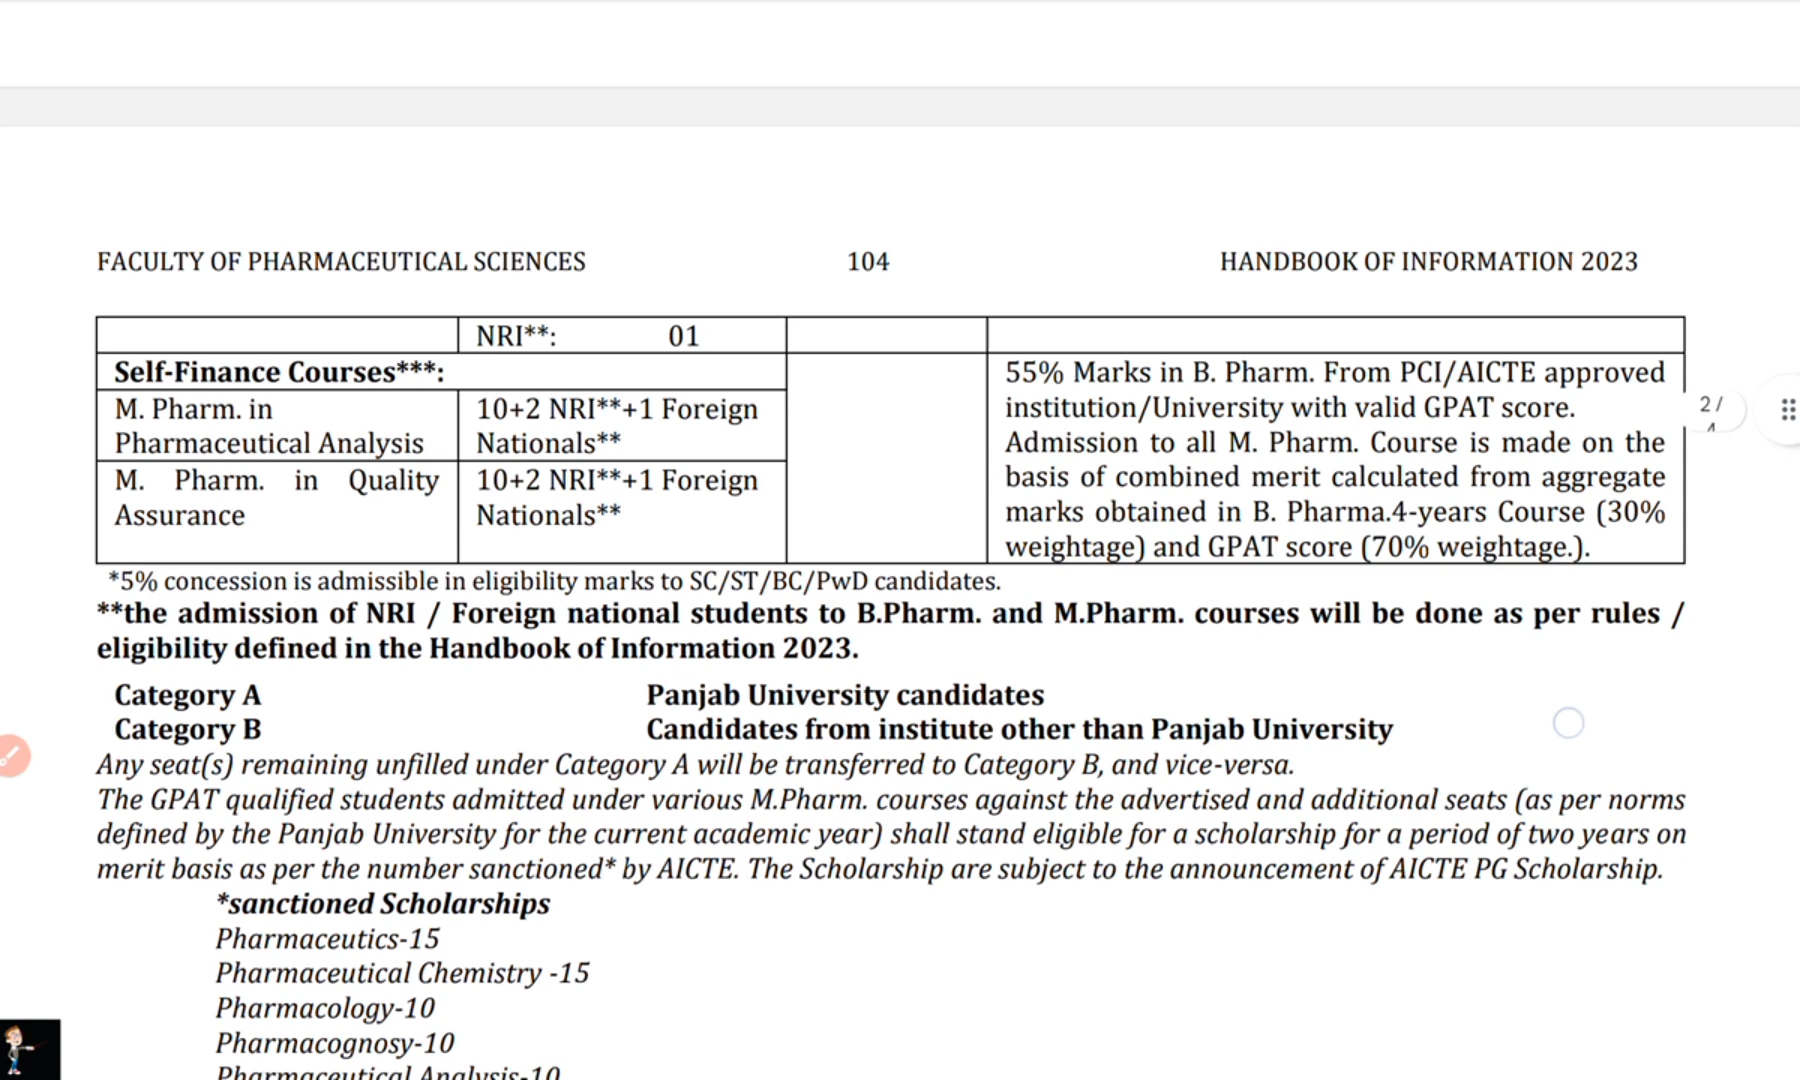 FACULTY OF PHARMACEUTICAL SCIENCES 104 HANDBOOK OF INFORMATION 2023
NRI**: 01
Self-Finance Courses***:
M. Pharm. in
Pharmaceutical Analysis
10+2 NRI**+1 Foreign
Nationals**
M. Pharm. in Quality
Assurance
10+2 NRI**+1 Foreign
Nationals**
55% Marks in B. Pharm. From PCI/AICTE approved
institution/University with valid GPAT score.
Admission to all M. Pharm. Course is made on the
basis of combined merit calculated from aggregate
marks obtained in B. Pharma.4-years Course (30%
weightage) and GPAT score (70% weightage.).
2 /
4
*5% concession is admissible in eligibility marks to SC/ST/BC/PwD candidates.
**the admission of NRI / Foreign national students to B.Pharm. and M.Pharm. courses will be done as per rules /
eligibility defined in the Handbook of Information 2023.
Category A Panjab University candidates
Category B Candidates from institute other than Panjab University
Any seat(s) remaining unfilled under Category A will be transferred to Category B, and vice-versa.
The GPAT qualified students admitted under various M.Pharm. courses against the advertised and additional seats (as per norms
defined by the Panjab University for the current academic year) shall stand eligible for a scholarship for a period of two years on
merit basis as per the number sanctioned* by AICTE. The Scholarship are subject to the announcement of AICTE PG Scholarship.
*sanctioned Scholarships
Pharmaceutics-15
Pharmaceutical Chemistry -15
Pharmacology-10
Pharmacognosy-10
Pharmaceutical Analysis-10